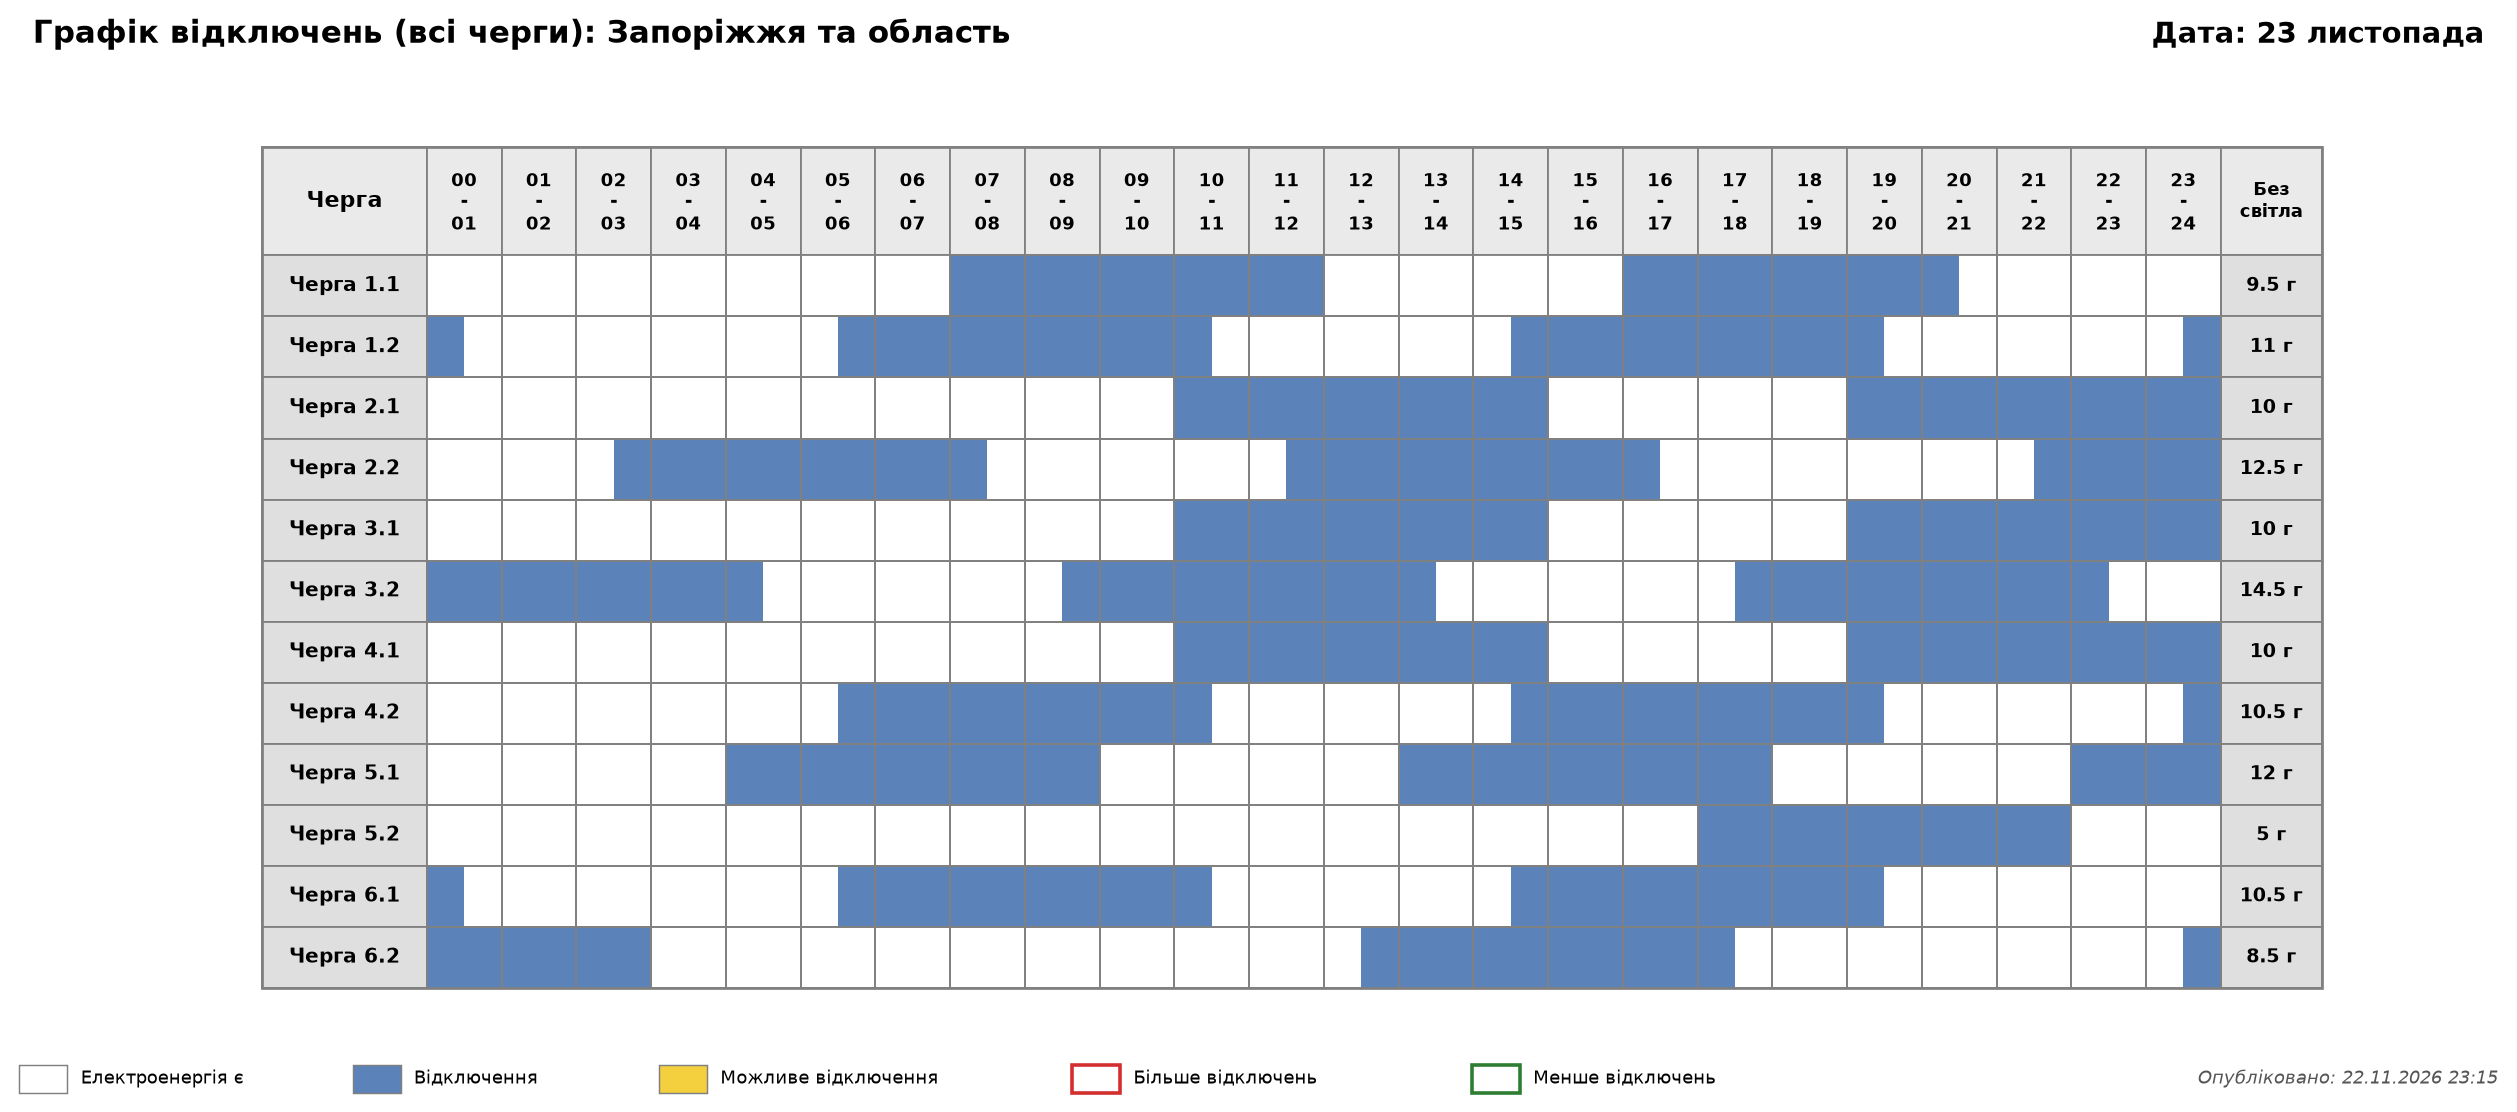 Графік відключень (всі черги): Запоріжжя та область
Дата: 23 листопада
Черга 00 - 01 01 - 02 02 - 03 03 - 04 04 - 05 05 - 06 06 - 07 07 - 08 08 - 09 09 - 10 10 - 11 11 - 12 12 - 13 13 - 14 14 - 15 15 - 16 16 - 17 17 - 18 18 - 19 19 - 20 20 - 21 21 - 22 22 - 23 23 - 24 Без світла
Черга 1.1 9.5 г
Черга 1.2 11 г
Черга 2.1 10 г
Черга 2.2 12.5 г
Черга 3.1 10 г
Черга 3.2 14.5 г
Черга 4.1 10 г
Черга 4.2 10.5 г
Черга 5.1 12 г
Черга 5.2 5 г
Черга 6.1 10.5 г
Черга 6.2 8.5 г
Електроенергія є Відключення Можливе відключення Більше відключень Менше відключень Опубліковано: 22.11.2026 23:15